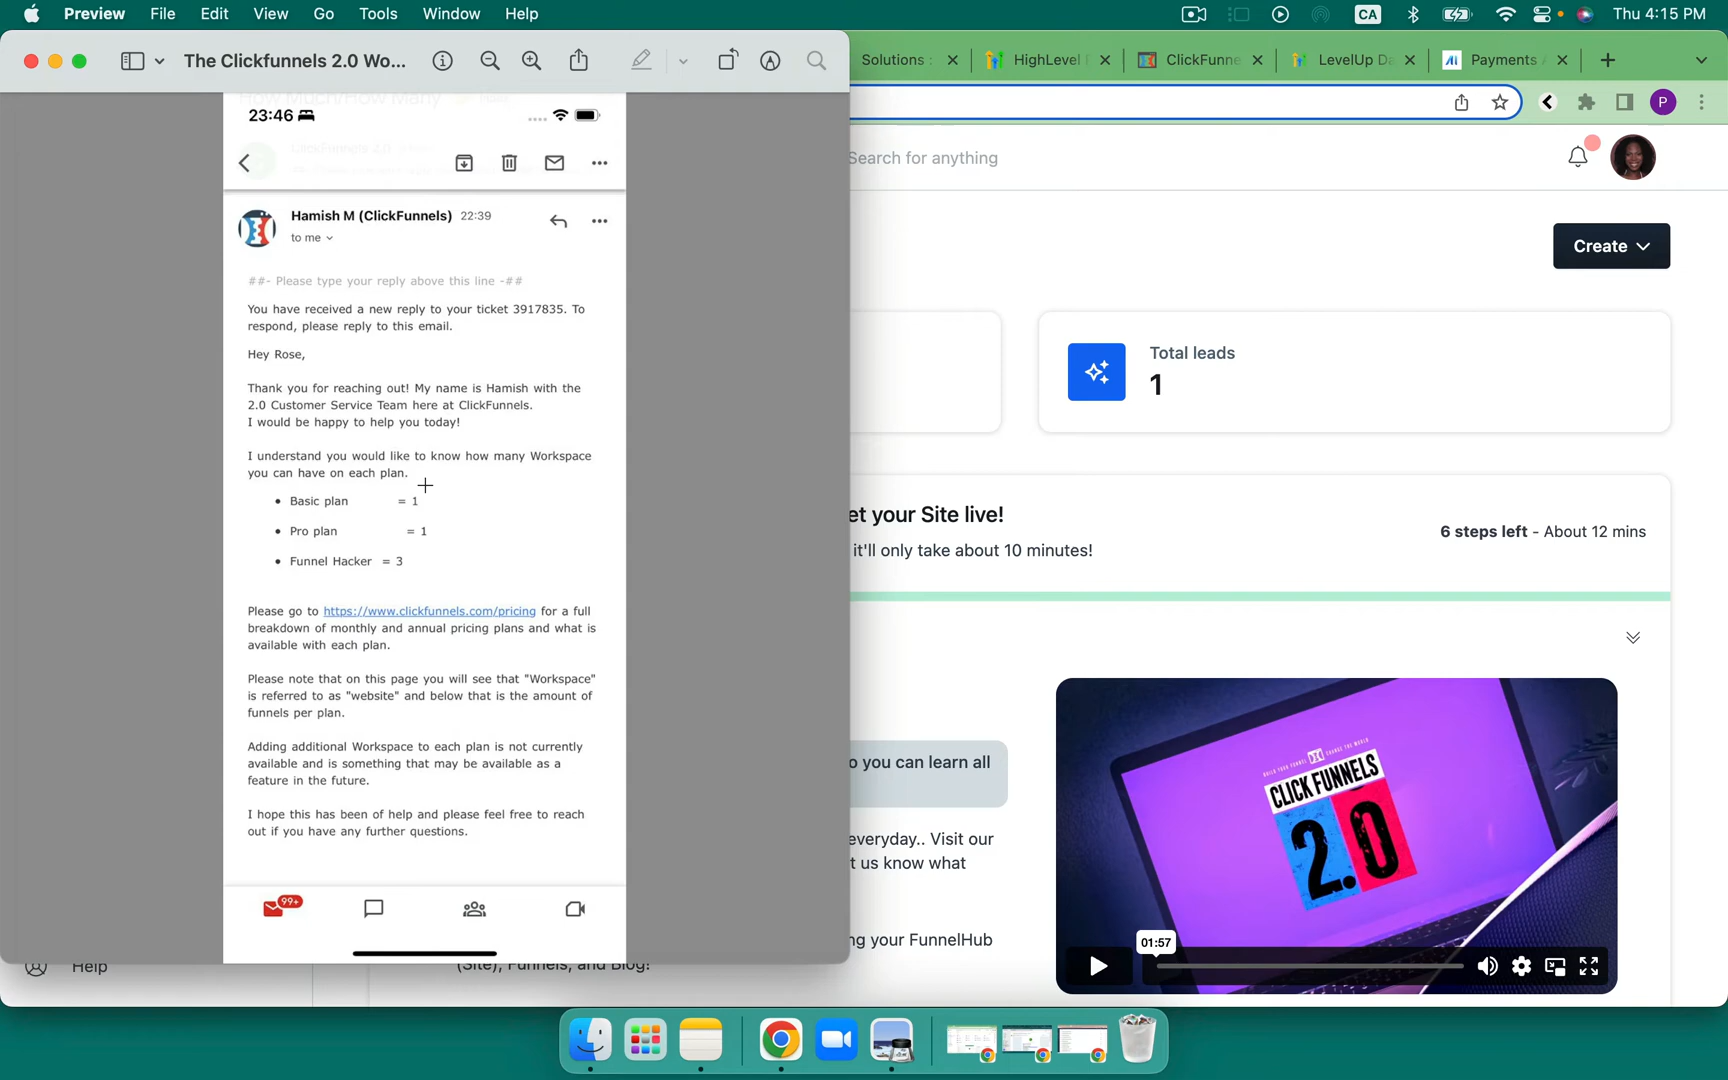 Preview File Edit View Go Tools Window Help
CA Thu 4:15 PM
The Clickfunnels 2.0 Wo...
Solutions :
HighLevel
ClickFunne
LevelUp Da
Payments
P
How Much/How Many
23:46
Hamish M (ClickFunnels) 22:39
to me
##- Please type your reply above this line -##
You have received a new reply to your ticket 3917835. To
respond, please reply to this email.
Hey Rose,
Thank you for reaching out! My name is Hamish with the
2.0 Customer Service Team here at ClickFunnels.
I would be happy to help you today!
I understand you would like to know how many Workspace
you can have on each plan.
• Basic plan = 1
• Pro plan = 1
• Funnel Hacker = 3
Please go to https://www.clickfunnels.com/pricing for a full
breakdown of monthly and annual pricing plans and what is
available with each plan.
Please note that on this page you will see that "Workspace"
is referred to as "website" and below that is the amount of
funnels per plan.
Adding additional Workspace to each plan is not currently
available and is something that may be available as a
feature in the future.
I hope this has been of help and please feel free to reach
out if you have any further questions.
99+
Search for anything
Create
Total leads
1
et your Site live!
it'll only take about 10 minutes!
6 steps left - About 12 mins
o you can learn all
everyday.. Visit our
t us know what
ng your FunnelHub
(Site), Funnels, and Blog!
Help
CLICK FUNNELS
2.0
01:57